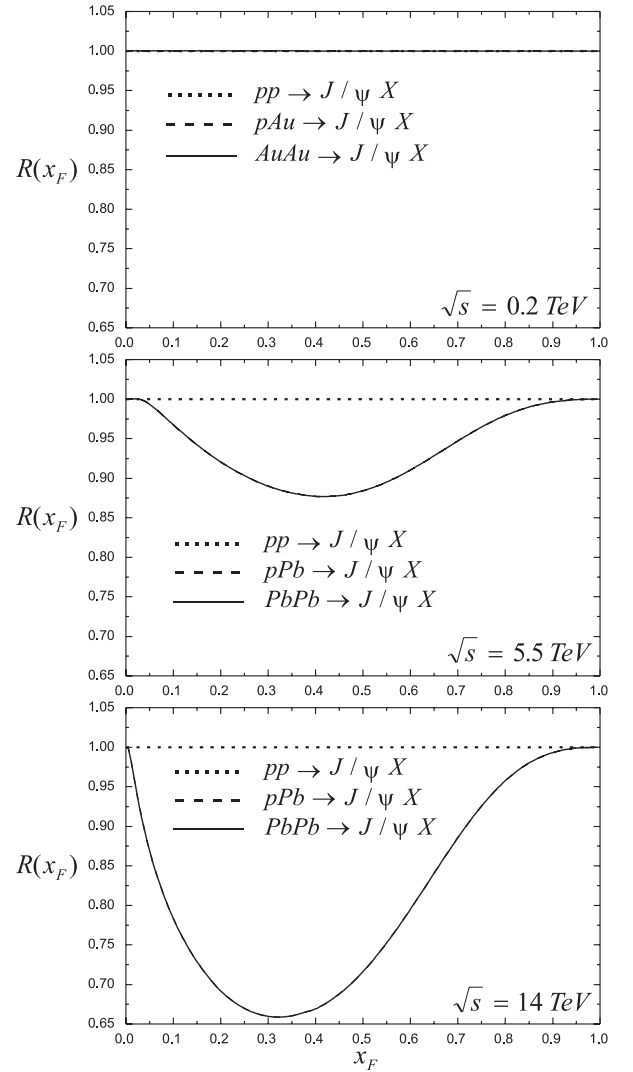 1.05
1.00
pp → J / ψ X
0.95
pAu → J / ψ X
0.90
AuAu → J / ψ X
R(x_F)
0.85
0.80
0.75
0.70
√s = 0.2 TeV
0.65
0.0 0.1 0.2 0.3 0.4 0.5 0.6 0.7 0.8 0.9 1.0
1.05
1.00
0.95
0.90
R(x_F)
0.85
pp → J / ψ X
0.80
pPb → J / ψ X
0.75
PbPb → J / ψ X
0.70
√s = 5.5 TeV
0.65
0.0 0.1 0.2 0.3 0.4 0.5 0.6 0.7 0.8 0.9 1.0
1.05
1.00
pp → J / ψ X
0.95
pPb → J / ψ X
0.90
PbPb → J / ψ X
R(x_F)
0.85
0.80
0.75
0.70
√s = 14 TeV
0.65
0.0 0.1 0.2 0.3 0.4 0.5 0.6 0.7 0.8 0.9 1.0
x_F